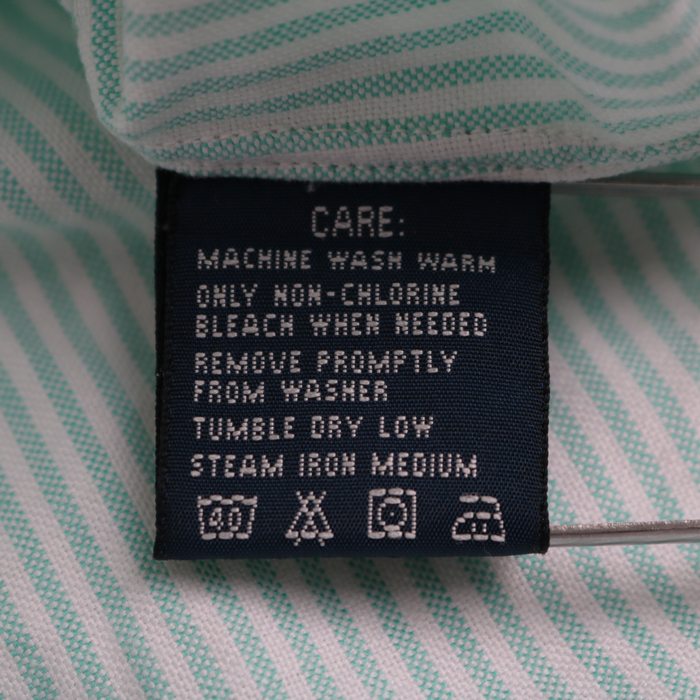 CARE:
MACHINE WASH WARM
ONLY NON-CHLORINE
BLEACH WHEN NEEDED
REMOVE PROMPTLY
FROM WASHER
TUMBLE DRY LOW
STEAM IRON MEDIUM
40